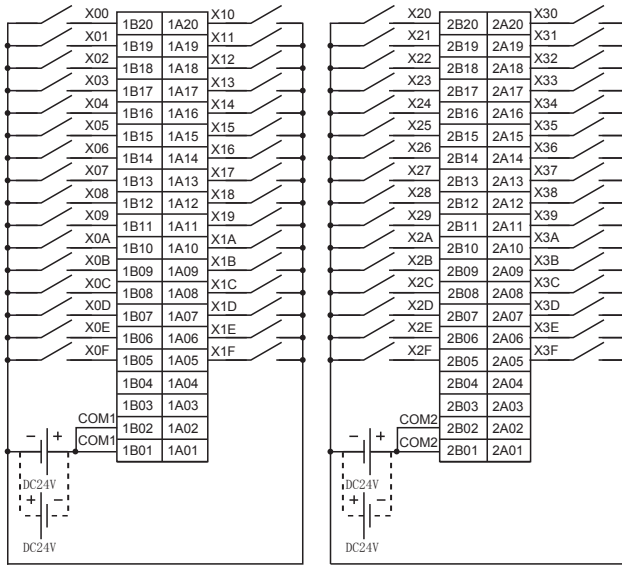 X00 1B20 1A20 X10 X20 2B20 2A20 X30
X01 1B19 1A19 X11 X21 2B19 2A19 X31
X02 1B18 1A18 X12 X22 2B18 2A18 X32
X03 1B17 1A17 X13 X23 2B17 2A17 X33
X04 1B16 1A16 X14 X24 2B16 2A16 X34
X05 1B15 1A15 X15 X25 2B15 2A15 X35
X06 1B14 1A14 X16 X26 2B14 2A14 X36
X07 1B13 1A13 X17 X27 2B13 2A13 X37
X08 1B12 1A12 X18 X28 2B12 2A12 X38
X09 1B11 1A11 X19 X29 2B11 2A11 X39
X0A 1B10 1A10 X1A X2A 2B10 2A10 X3A
X0B 1B09 1A09 X1B X2B 2B09 2A09 X3B
X0C 1B08 1A08 X1C X2C 2B08 2A08 X3C
X0D 1B07 1A07 X1D X2D 2B07 2A07 X3D
X0E 1B06 1A06 X1E X2E 2B06 2A06 X3E
X0F 1B05 1A05 X1F X2F 2B05 2A05 X3F
1B04 1A04 2B04 2A04
1B03 1A03 2B03 2A03
COM1 1B02 1A02 COM2 2B02 2A02
− + COM1 1B01 1A01 − + COM2 2B01 2A01
DC24V DC24V
+ − + −
DC24V DC24V